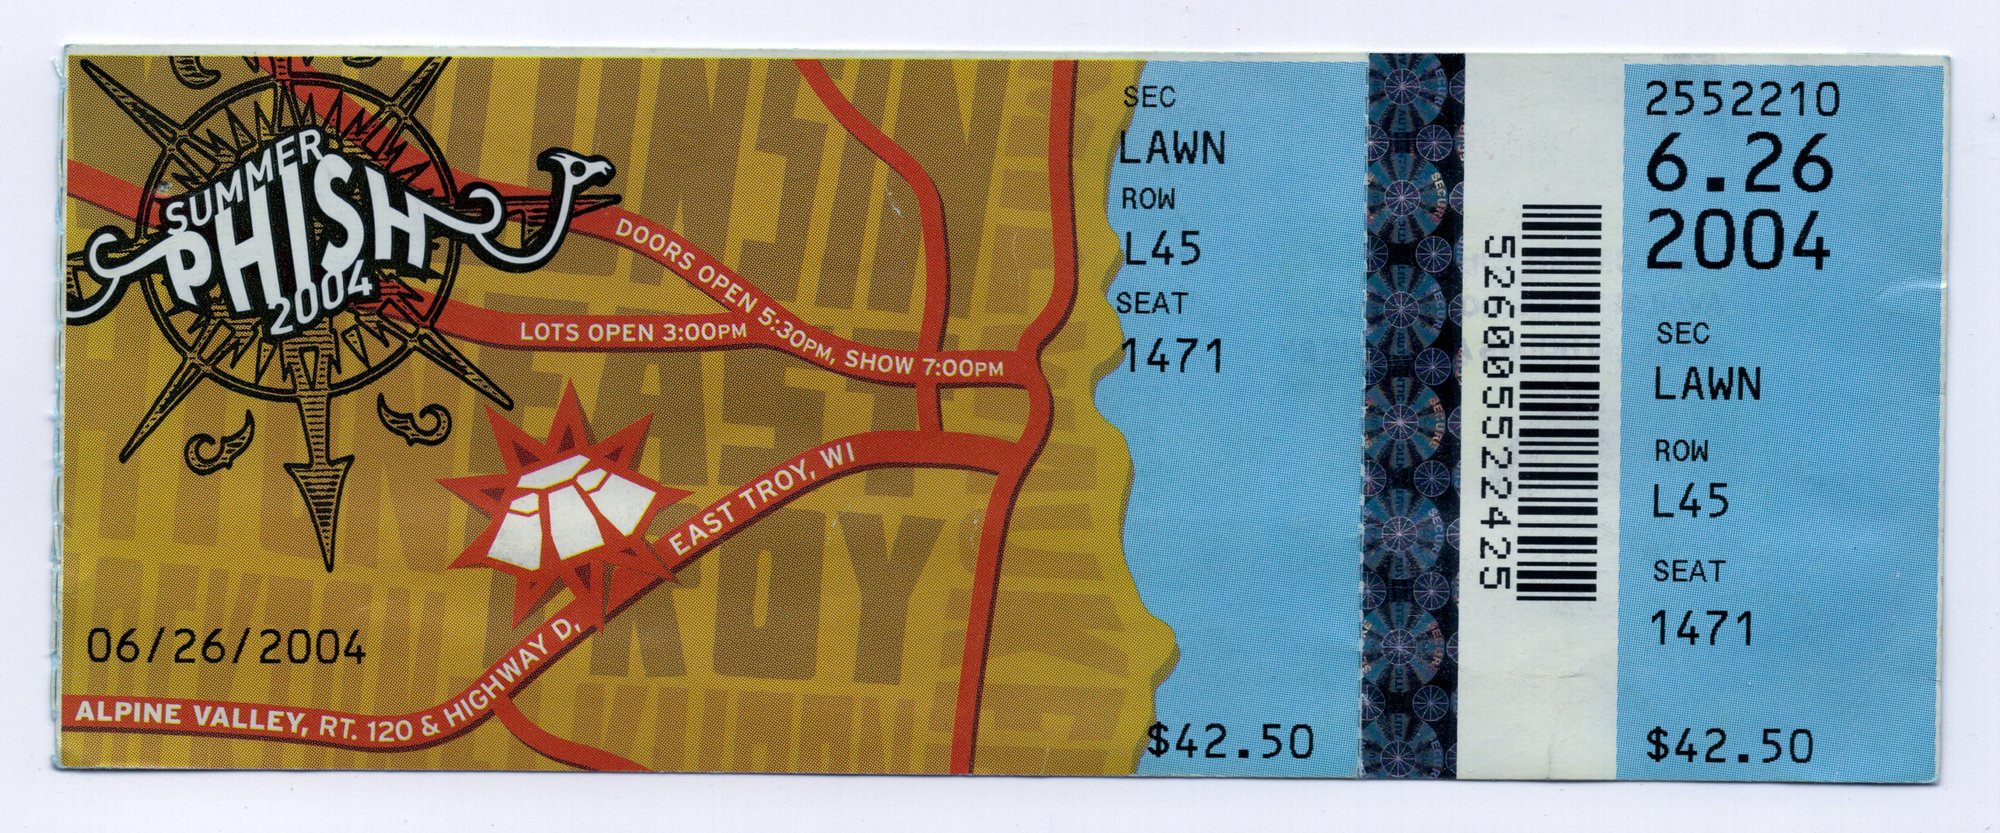 SUMMER
PHISH
2004
DOORS OPEN 5:30PM, SHOW 7:00PM
LOTS OPEN 3:00PM
06/26/2004
ALPINE VALLEY, RT. 120 & HIGHWAY D, EAST TROY, WI
SEC
LAWN
ROW
L45
SEAT
1471
$42.50
526005522425
2552210
6.26
2004
SEC
LAWN
ROW
L45
SEAT
1471
$42.50